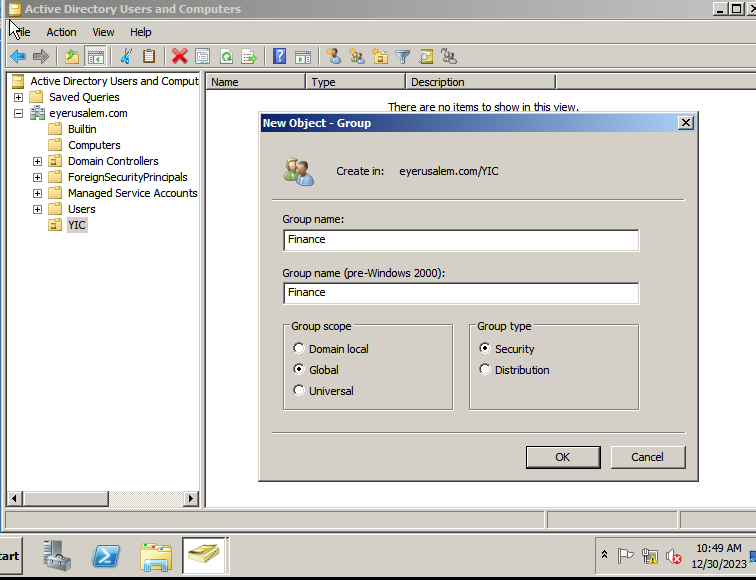 Active Directory Users and Computers
File Action View Help
Active Directory Users and Comput
Saved Queries
eyerusalem.com
Builtin
Computers
Domain Controllers
ForeignSecurityPrincipals
Managed Service Accounts
Users
YIC
Name Type Description
There are no items to show in this view.
New Object - Group
Create in: eyerusalem.com/YIC
Group name:
Finance
Group name (pre-Windows 2000):
Finance
Group scope
Domain local
Global
Universal
Group type
Security
Distribution
OK Cancel
tart
10:49 AM
12/30/2023